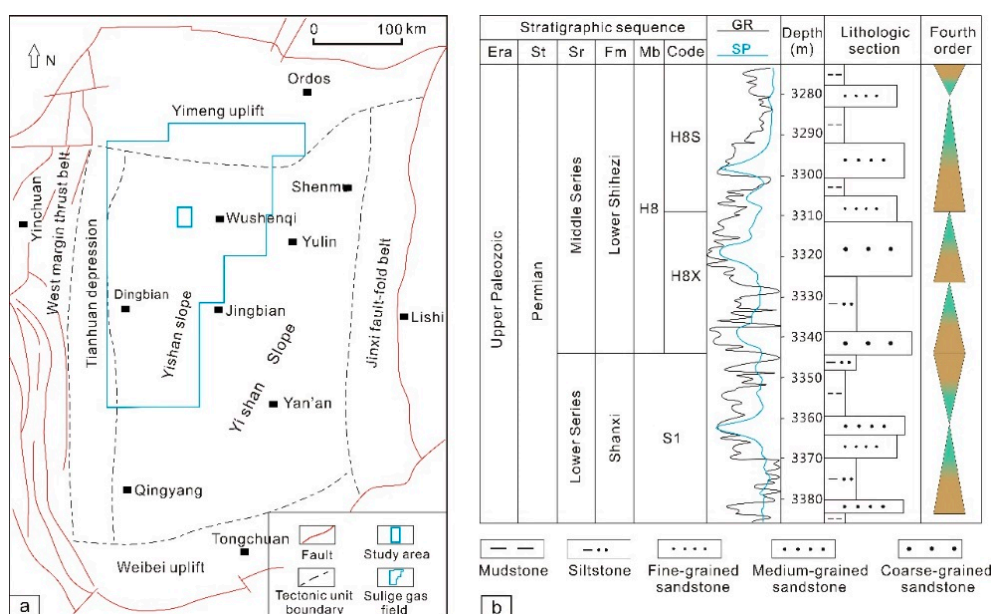 0 100 km
N
Ordos
Yimeng uplift
Shenm
Yinchuan
West margin thrust belt
Tianhuan depression
Wushenqi
Yulin
Dingbian
Yishan slope
Jingbian
Slope
Jinxi fault-fold belt
Lishi
Yi shan
Yan'an
Qingyang
Tongchuan
Weibei uplift
Fault
Study area
Tectonic unit
boundary
Sulige gas
field
a
Stratigraphic sequence
Era St Sr Fm Mb Code
GR
SP
Depth
(m)
Lithologic
section
Fourth
order
Upper Paleozoic
Permian
Middle Series
Lower Shihezi
H8
H8S
H8X
Lower Series
Shanxi
S1
3280
3290
3300
3310
3320
3330
3340
3350
3360
3370
3380
Mudstone
Siltstone
Fine-grained
sandstone
Medium-grained
sandstone
Coarse-grained
sandstone
b